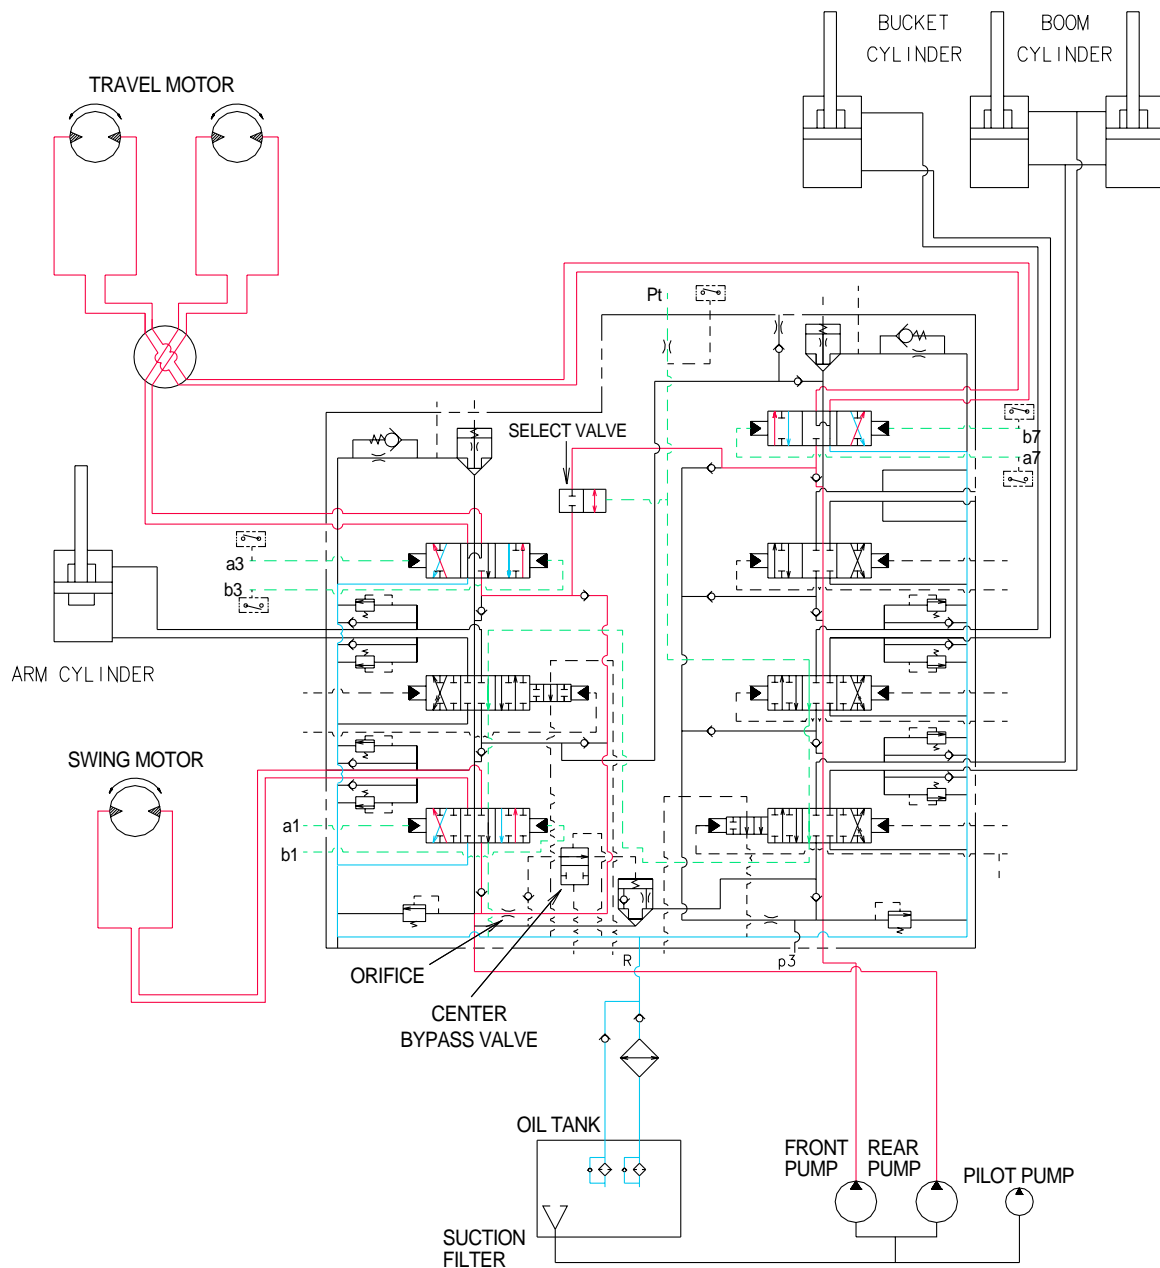 BUCKET
CYLINDER
BOOM
CYLINDER
TRAVEL MOTOR
Pt
SELECT VALVE
b7
a7
a3
b3
ARM CYLINDER
SWING MOTOR
a1
b1
R
p3
ORIFICE
CENTER
BYPASS VALVE
OIL TANK
FRONT
PUMP
REAR
PUMP
PILOT PUMP
SUCTION
FILTER